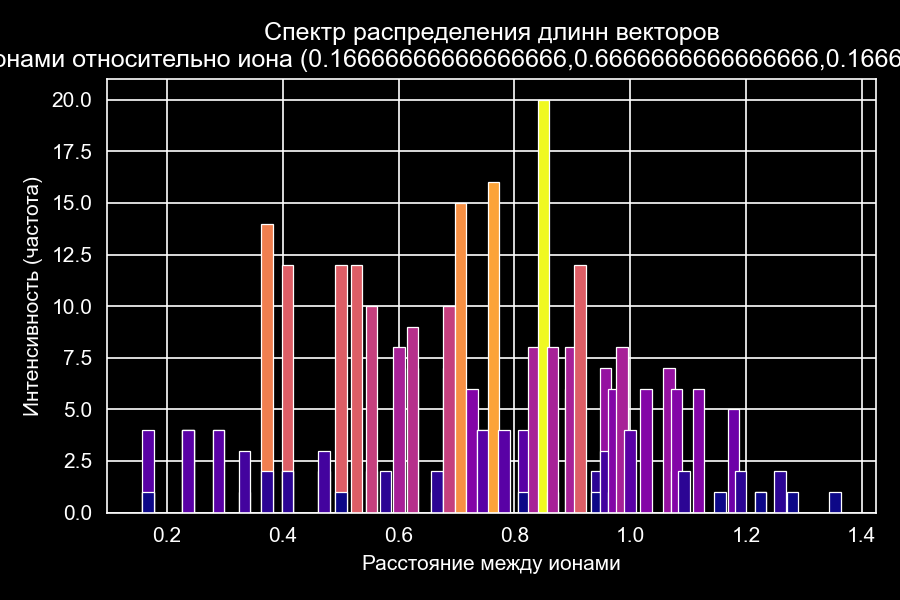 Спектр распределения длинн векторов
онами относительно иона (0.16666666666666666,0.6666666666666666,0.1666
Интенсивность (частота)
20.0
17.5
15.0
12.5
10.0
7.5
5.0
2.5
0.0
0.2 0.4 0.6 0.8 1.0 1.2 1.4
Расстояние между ионами